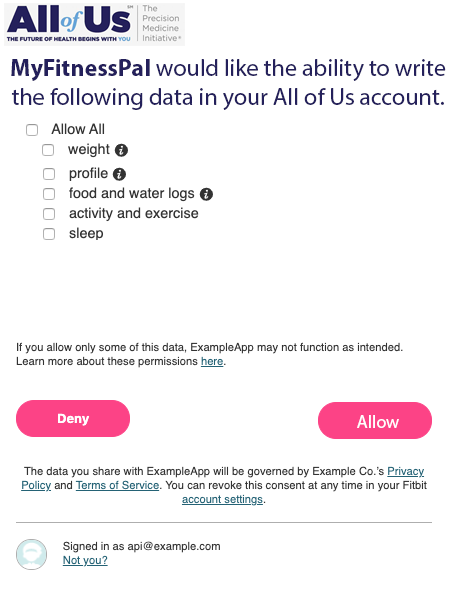 All of Us℠
THE FUTURE OF HEALTH BEGINS WITH YOU
The
Precision
Medicine
Initiative®
MyFitnessPal would like the ability to write
the following data in your All of Us account.
Allow All
weight
profile
food and water logs
activity and exercise
sleep
If you allow only some of this data, ExampleApp may not function as intended.
Learn more about these permissions here.
Deny
Allow
The data you share with ExampleApp will be governed by Example Co.'s Privacy
Policy and Terms of Service. You can revoke this consent at any time in your Fitbit
account settings.
Signed in as api@example.com
Not you?